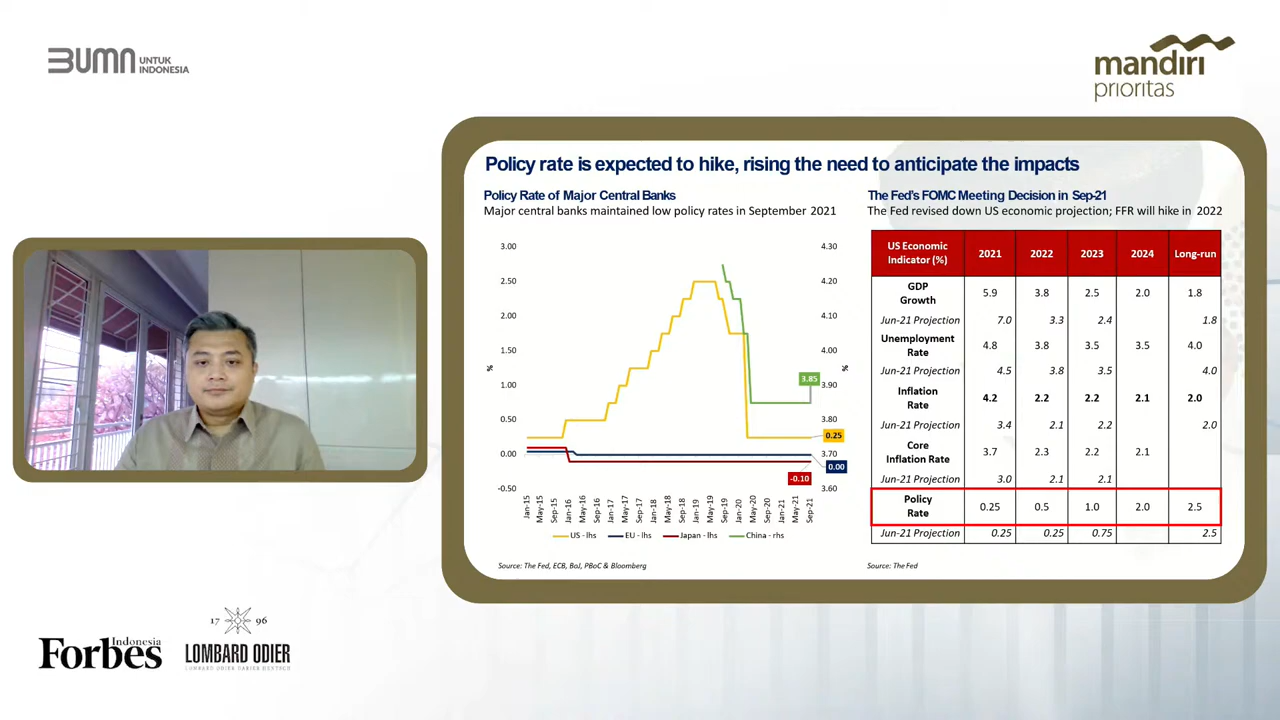 BUMN UNTUK
INDONESIA
mandiri
prioritas
Policy rate is expected to hike, rising the need to anticipate the impacts
Policy Rate of Major Central Banks
Major central banks maintained low policy rates in September 2021
3.00
2.50
2.00
1.50
1.00
0.50
0.00
-0.50
%
4.30
4.20
4.10
4.00
3.90
3.80
3.70
3.60
%
3.85
0.25
0.00
-0.10
Jan-15 May-15 Sep-15 Jan-16 May-16 Sep-16 Jan-17 May-17 Sep-17 Jan-18 May-18 Sep-18 Jan-19 May-19 Sep-19 Jan-20 May-20 Sep-20 Jan-21 May-21 Sep-21
US - lhs EU - lhs Japan - lhs China - rhs
Source: The Fed, ECB, BoJ, PBoC & Bloomberg
The Fed's FOMC Meeting Decision in Sep-21
The Fed revised down US economic projection; FFR will hike in 2022
US Economic
Indicator (%) 2021 2022 2023 2024 Long-run
GDP
Growth 5.9 3.8 2.5 2.0 1.8
Jun-21 Projection 7.0 3.3 2.4 1.8
Unemployment
Rate 4.8 3.8 3.5 3.5 4.0
Jun-21 Projection 4.5 3.8 3.5 4.0
Inflation
Rate 4.2 2.2 2.2 2.1 2.0
Jun-21 Projection 3.4 2.1 2.2 2.0
Core
Inflation Rate 3.7 2.3 2.2 2.1
Jun-21 Projection 3.0 2.1 2.1
Policy
Rate 0.25 0.5 1.0 2.0 2.5
Jun-21 Projection 0.25 0.25 0.75 2.5
Source: The Fed
Forbes Indonesia
17 96
LOMBARD ODIER
LOMBARD ODIER DARIER HENTSCH